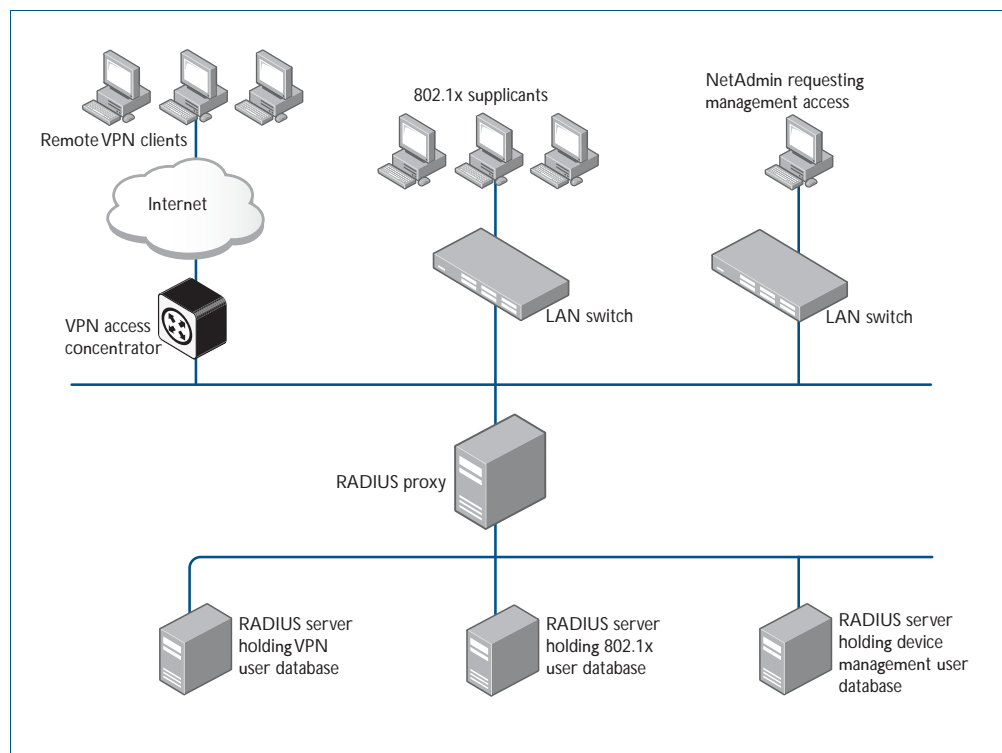 Remote VPN clients
802.1x supplicants
NetAdmin requesting
management access
Internet
VPN access
concentrator
LAN switch
LAN switch
RADIUS proxy
RADIUS server
holding VPN
user database
RADIUS server
holding 802.1x
user database
RADIUS server
holding device
management user
database